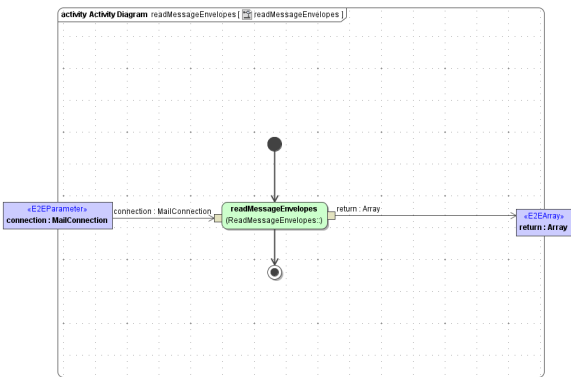 activity Activity Diagram readMessageEnvelopes [ readMessageEnvelopes ]
«E2EParameter»
connection : MailConnection
connection : MailConnection
readMessageEnvelopes
(ReadMessageEnvelopes::)
return : Array
«E2EArray»
return : Array